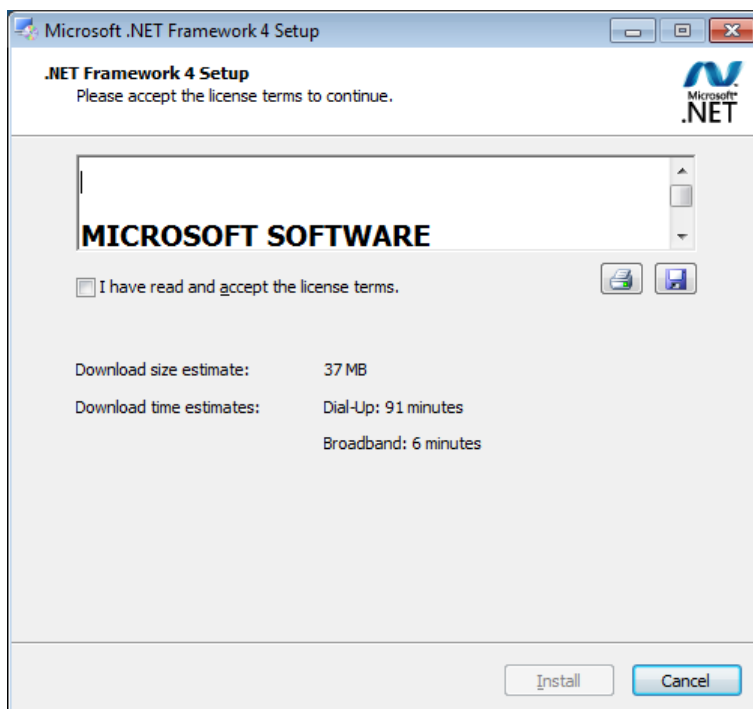 Microsoft .NET Framework 4 Setup
.NET Framework 4 Setup
Please accept the license terms to continue.
Microsoft®
.NET
MICROSOFT SOFTWARE
I have read and accept the license terms.
Download size estimate: 37 MB
Download time estimates: Dial-Up: 91 minutes
Broadband: 6 minutes
Install Cancel